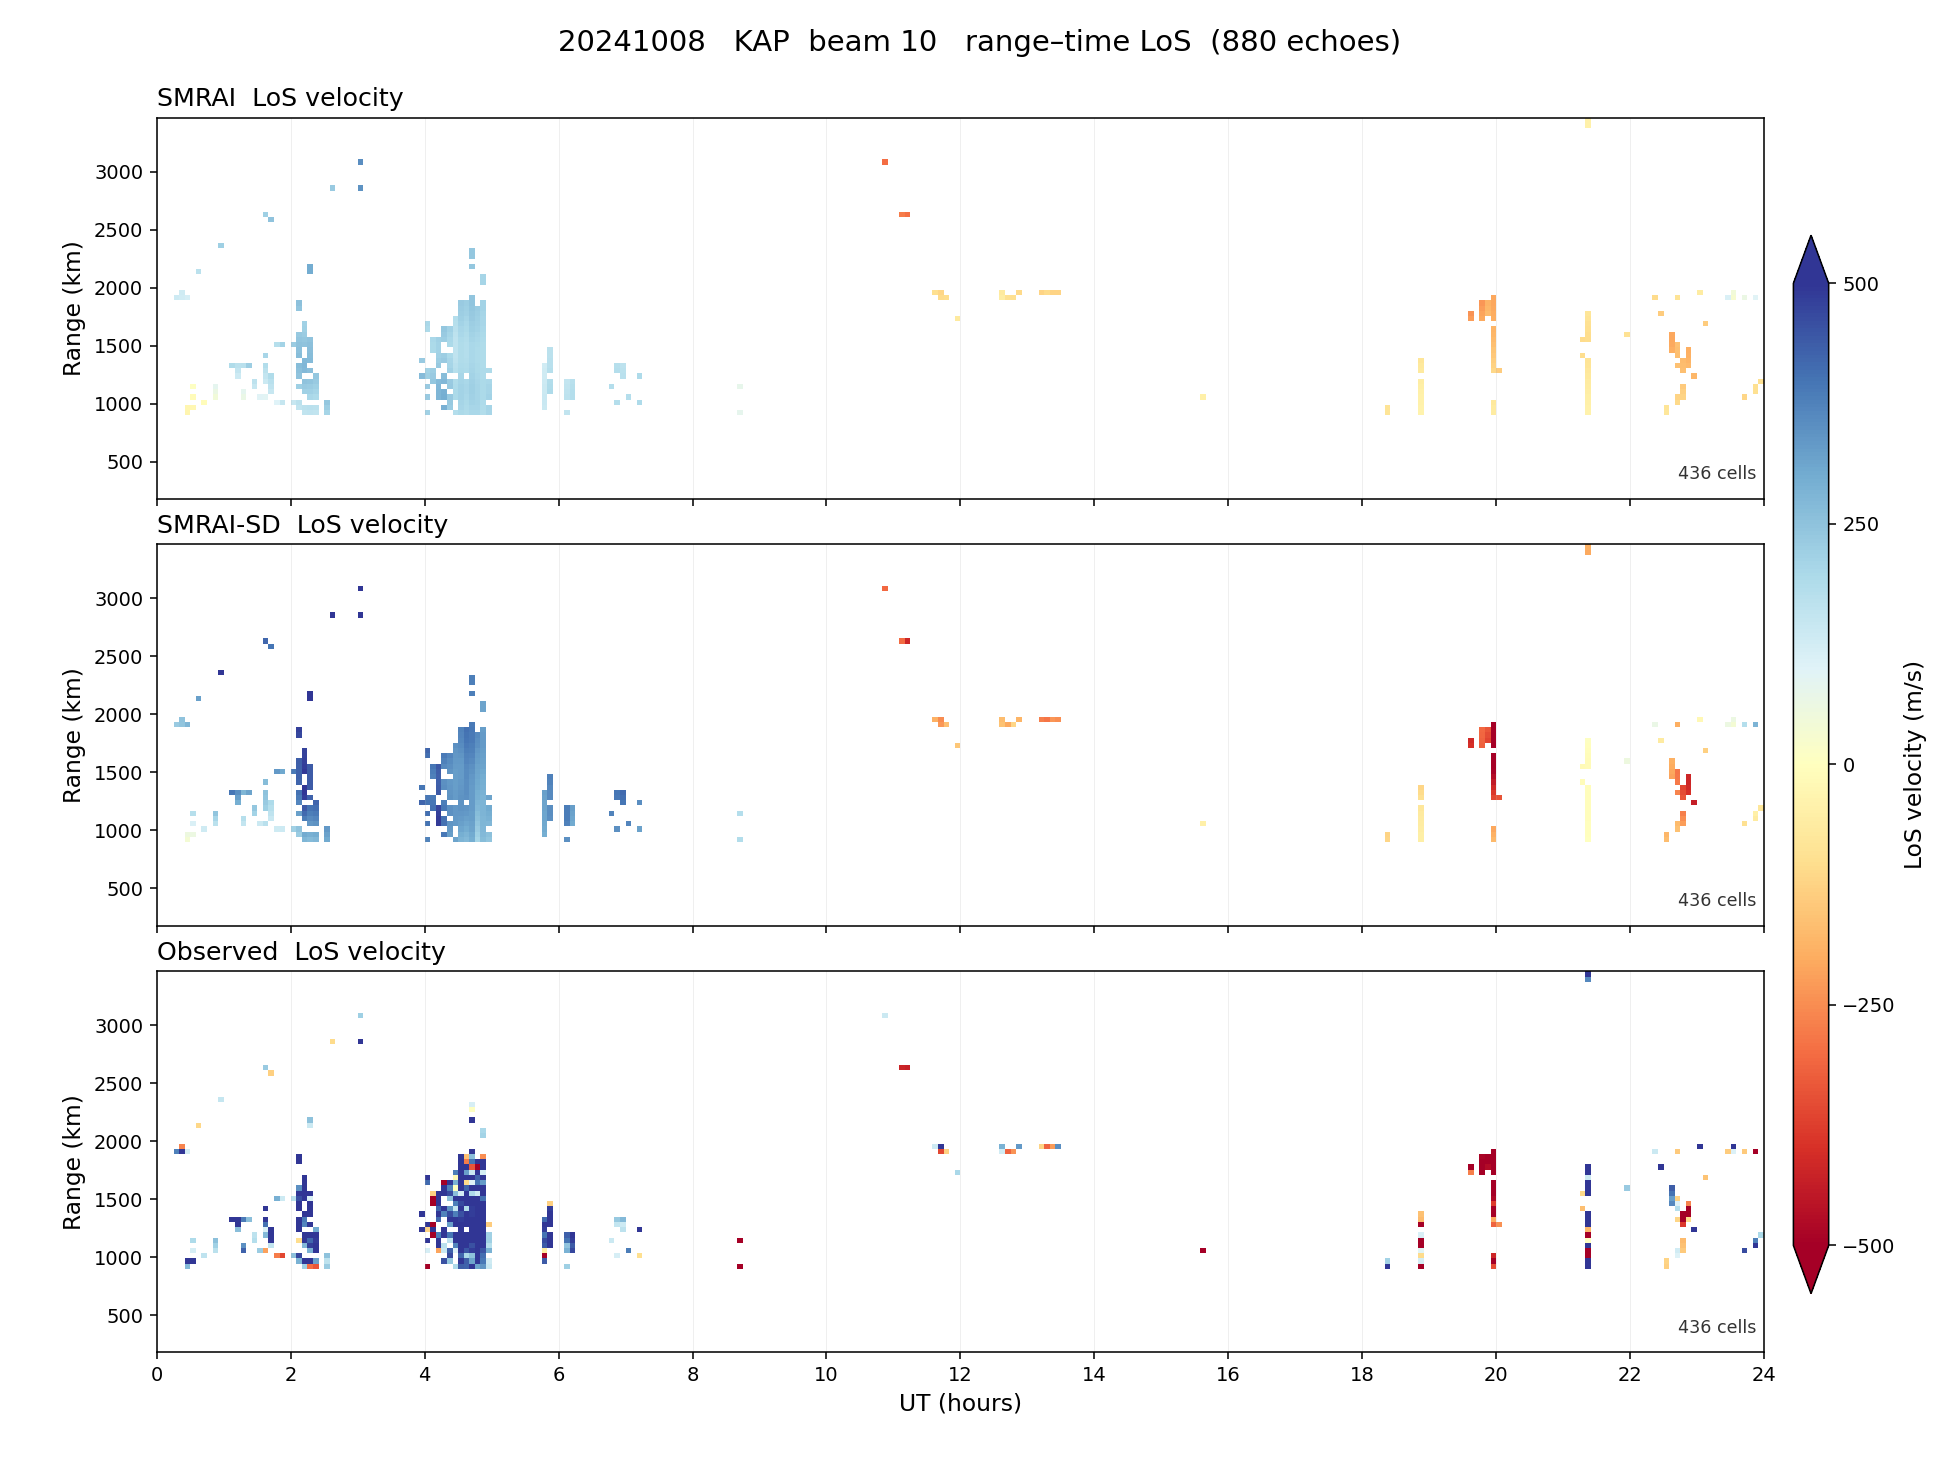 20241008   KAP  beam 10   range–time LoS  (880 echoes)
SMRAI  LoS velocity
Range (km)
3000
2500
2000
1500
1000
500
436 cells
SMRAI-SD  LoS velocity
Range (km)
3000
2500
2000
1500
1000
500
436 cells
Observed  LoS velocity
Range (km)
3000
2500
2000
1500
1000
500
436 cells
0 2 4 6 8 10 12 14 16 18 20 22 24
UT (hours)
500
250
0
−250
−500
LoS velocity (m/s)